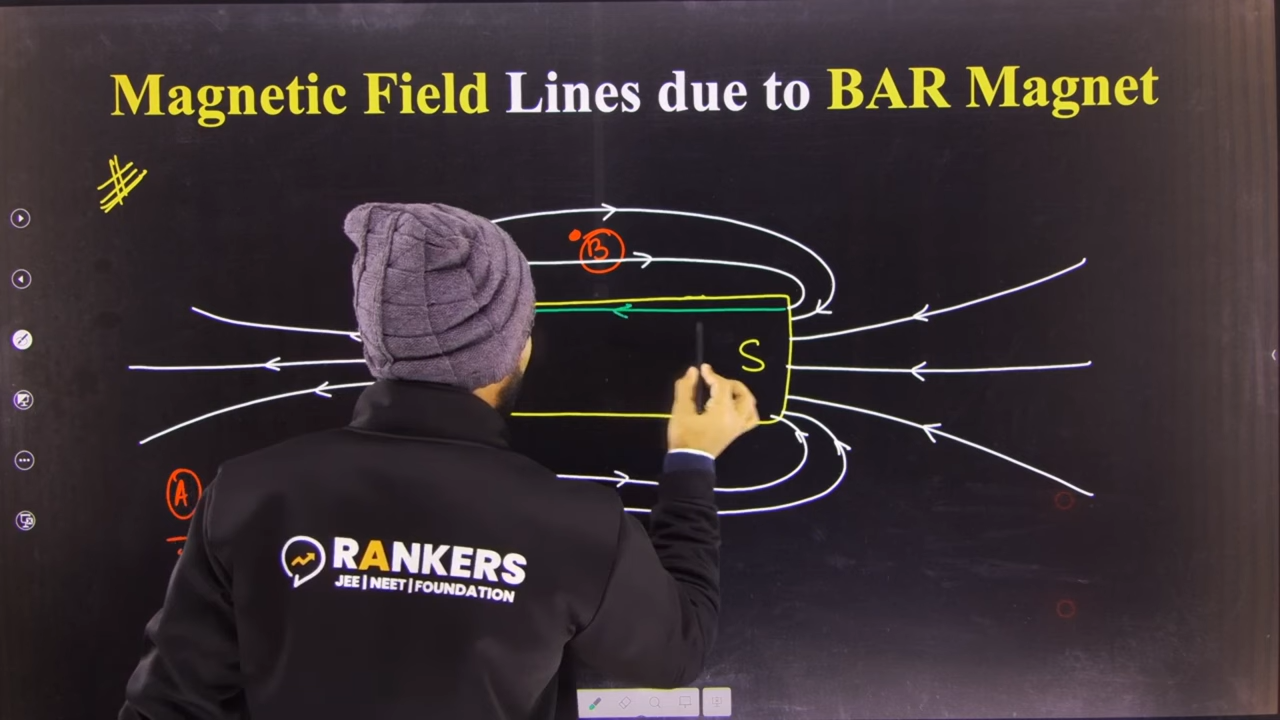 Magnetic Field Lines due to BAR Magnet
B
S
A
RANKERS
JEE | NEET | FOUNDATION